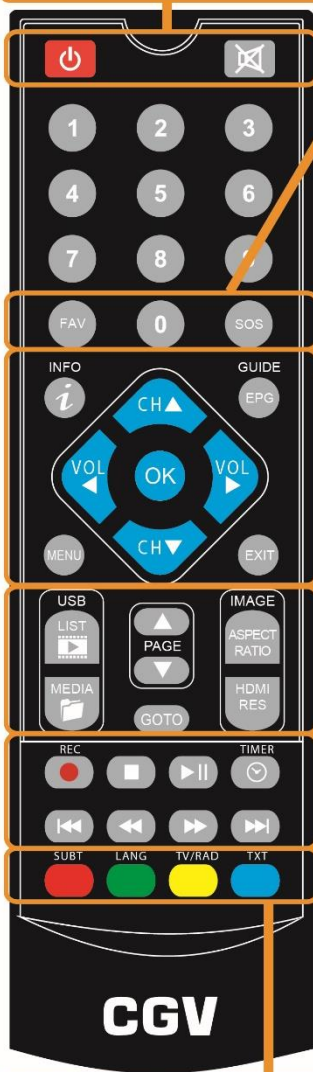 1 2 3
4 5 6
7 8 9
FAV 0 SOS
INFO GUIDE
i EPG
CH
VOL OK VOL
CH
MENU EXIT
USB IMAGE
LIST ASPECT
PAGE RATIO
MEDIA HDMI
RES
GOTO
REC TIMER
SUBT LANG TV/RAD TXT
CGV